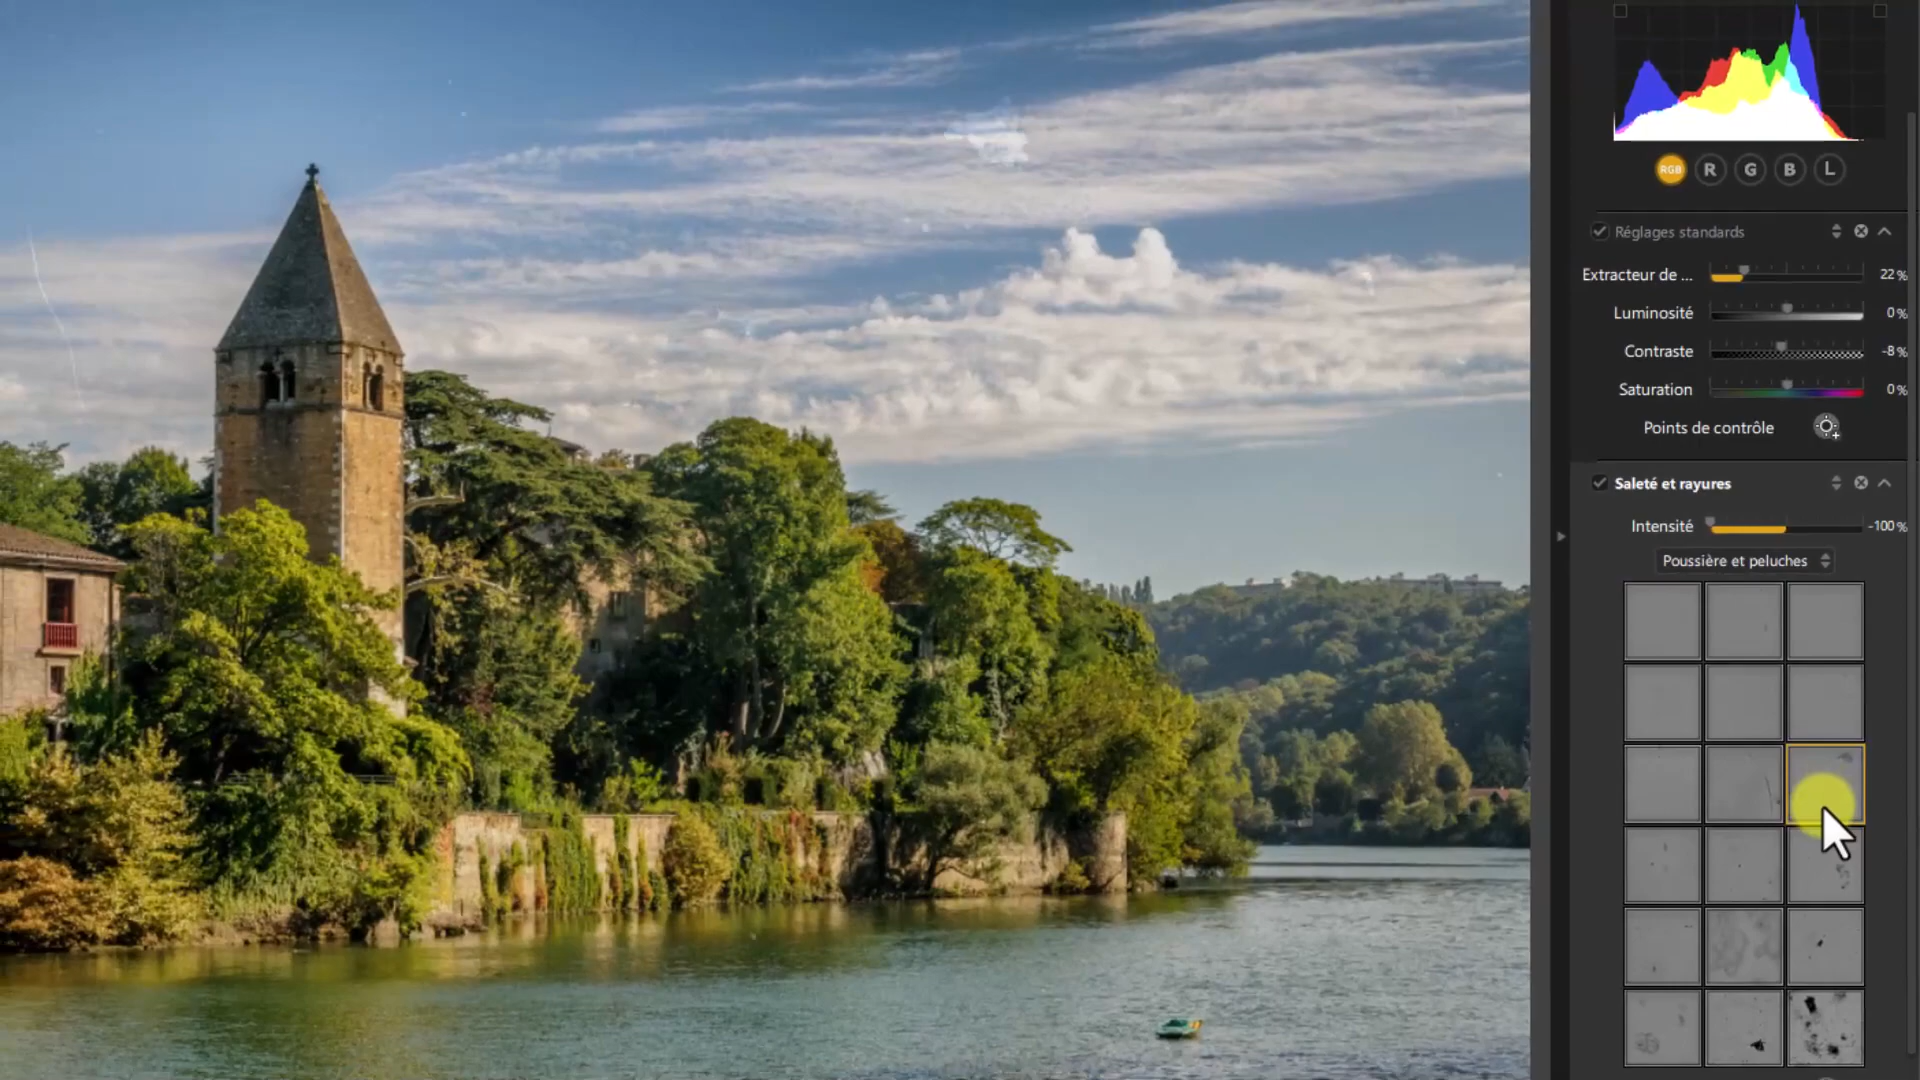 RGB R G B L
Réglages standards
Extracteur de ... 22 %
Luminosité 0 %
Contraste -8 %
Saturation 0 %
Points de contrôle
Saleté et rayures
Intensité -100 %
Poussière et peluches